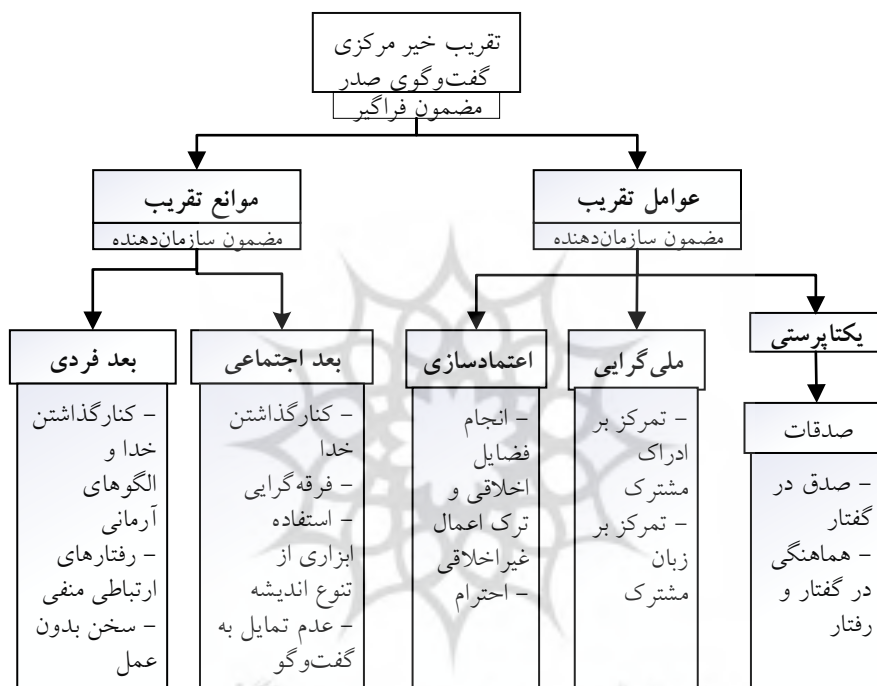 تقریب خیر مرکزی
گفت‌وگوی صدر
مضمون فراگیر
عوامل تقریب
مضمون سازمان‌دهنده
موانع تقریب
مضمون سازمان‌دهنده
یکتاپرستی
صدقات
- صدق در
گفتار
- هماهنگی
در گفتار و
رفتار
ملی‌گرایی
- تمرکز بر
ادراک
مشترک
- تمرکز بر
زبان
مشترک
اعتمادسازی
- انجام
فضایل
اخلاقی و
ترک اعمال
غیراخلاقی
- احترام
بعد اجتماعی
- کنارگذاشتن
خدا
- فرقه‌گرایی
- استفاده
ابزاری از
تنوع اندیشه
- عدم تمایل به
گفت‌وگو
بعد فردی
- کنارگذاشتن
خدا و
الگوهای
آرمانی
- رفتارهای
ارتباطی منفی
- سخن بدون
عمل